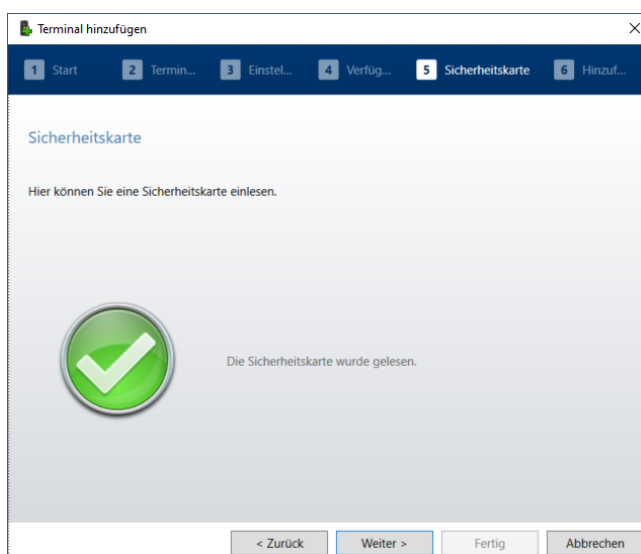 Terminal hinzufügen
1 Start 2 Termin... 3 Einstel... 4 Verfüg... 5 Sicherheitskarte 6 Hinzuf...
Sicherheitskarte
Hier können Sie eine Sicherheitskarte einlesen.
Die Sicherheitskarte wurde gelesen.
< Zurück Weiter > Fertig Abbrechen